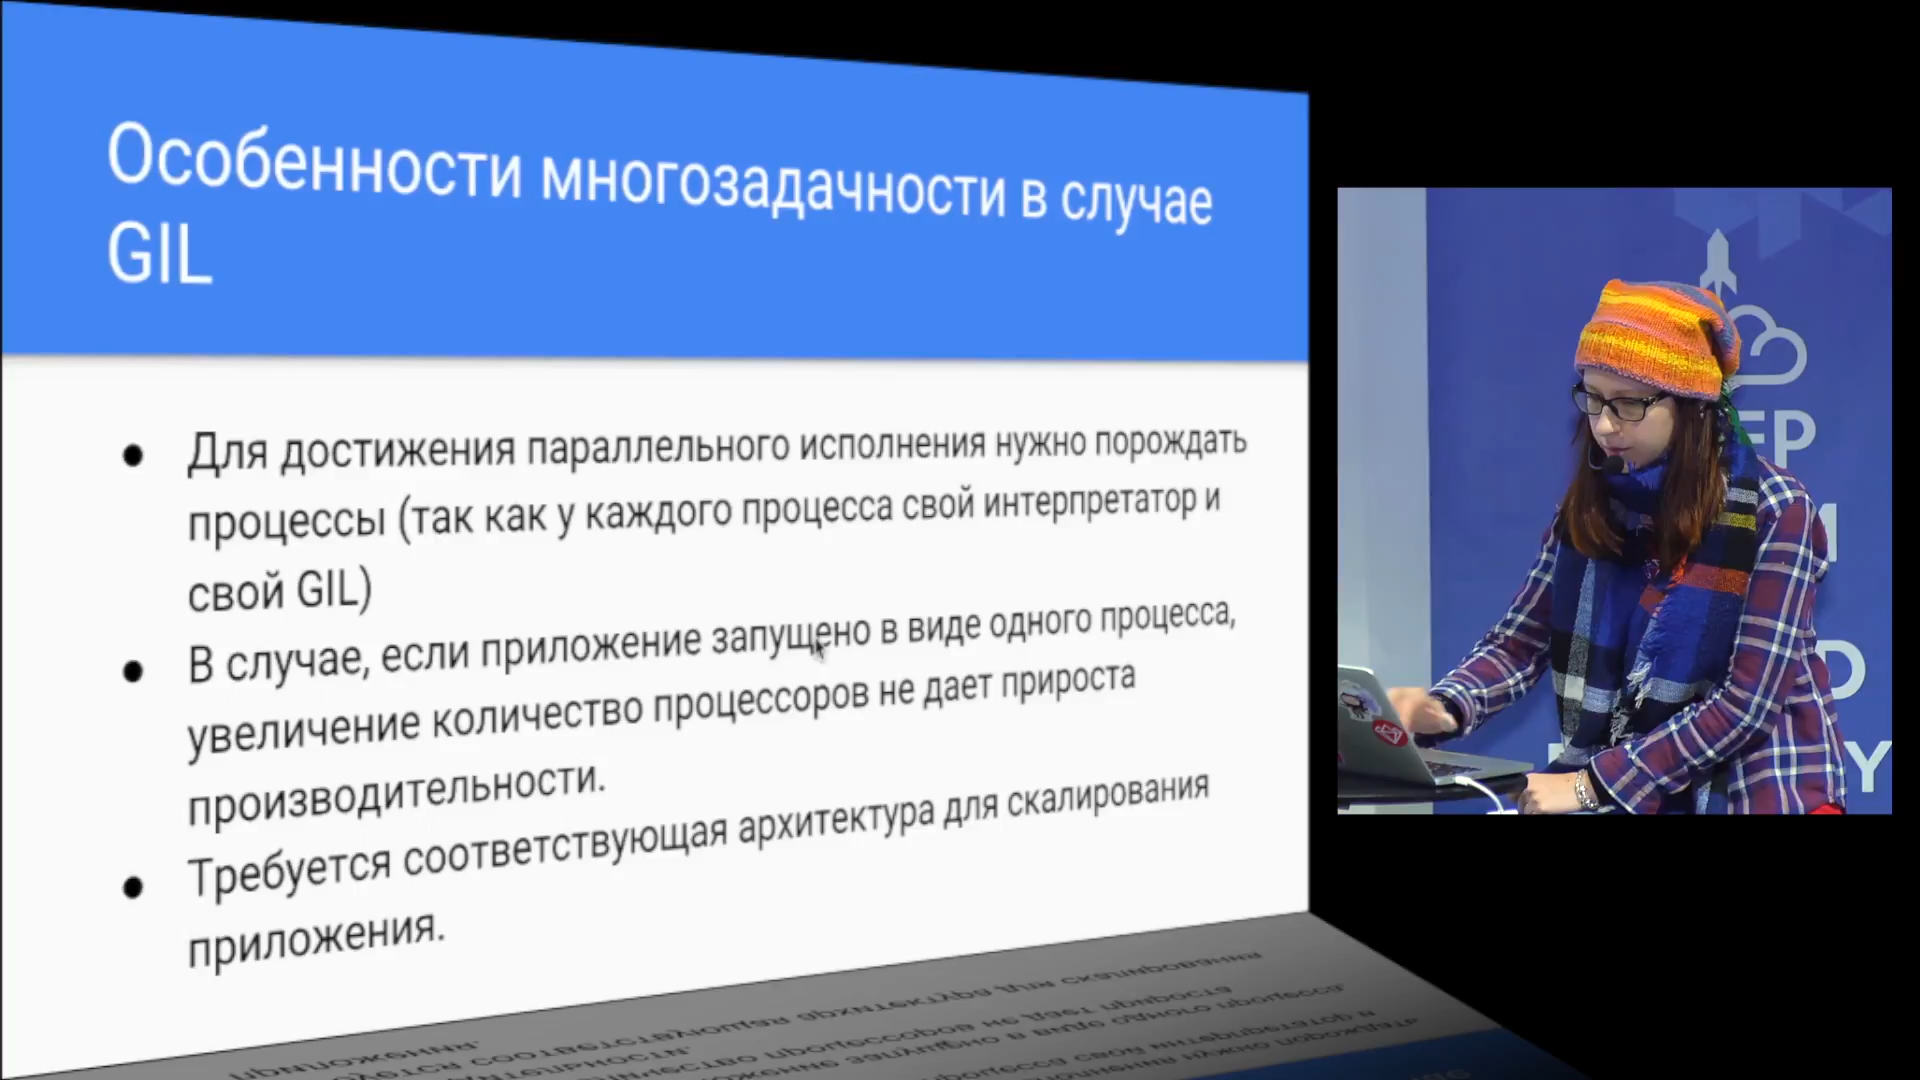 Особенности многозадачности в случае
GIL
● Для достижения параллельного исполнения нужно порождать
процессы (так как у каждого процесса свой интерпретатор и
свой GIL)
● В случае, если приложение запущено в виде одного процесса,
увеличение количество процессоров не дает прироста
производительности.
● Требуется соответствующая архитектура для скалирования
приложения.